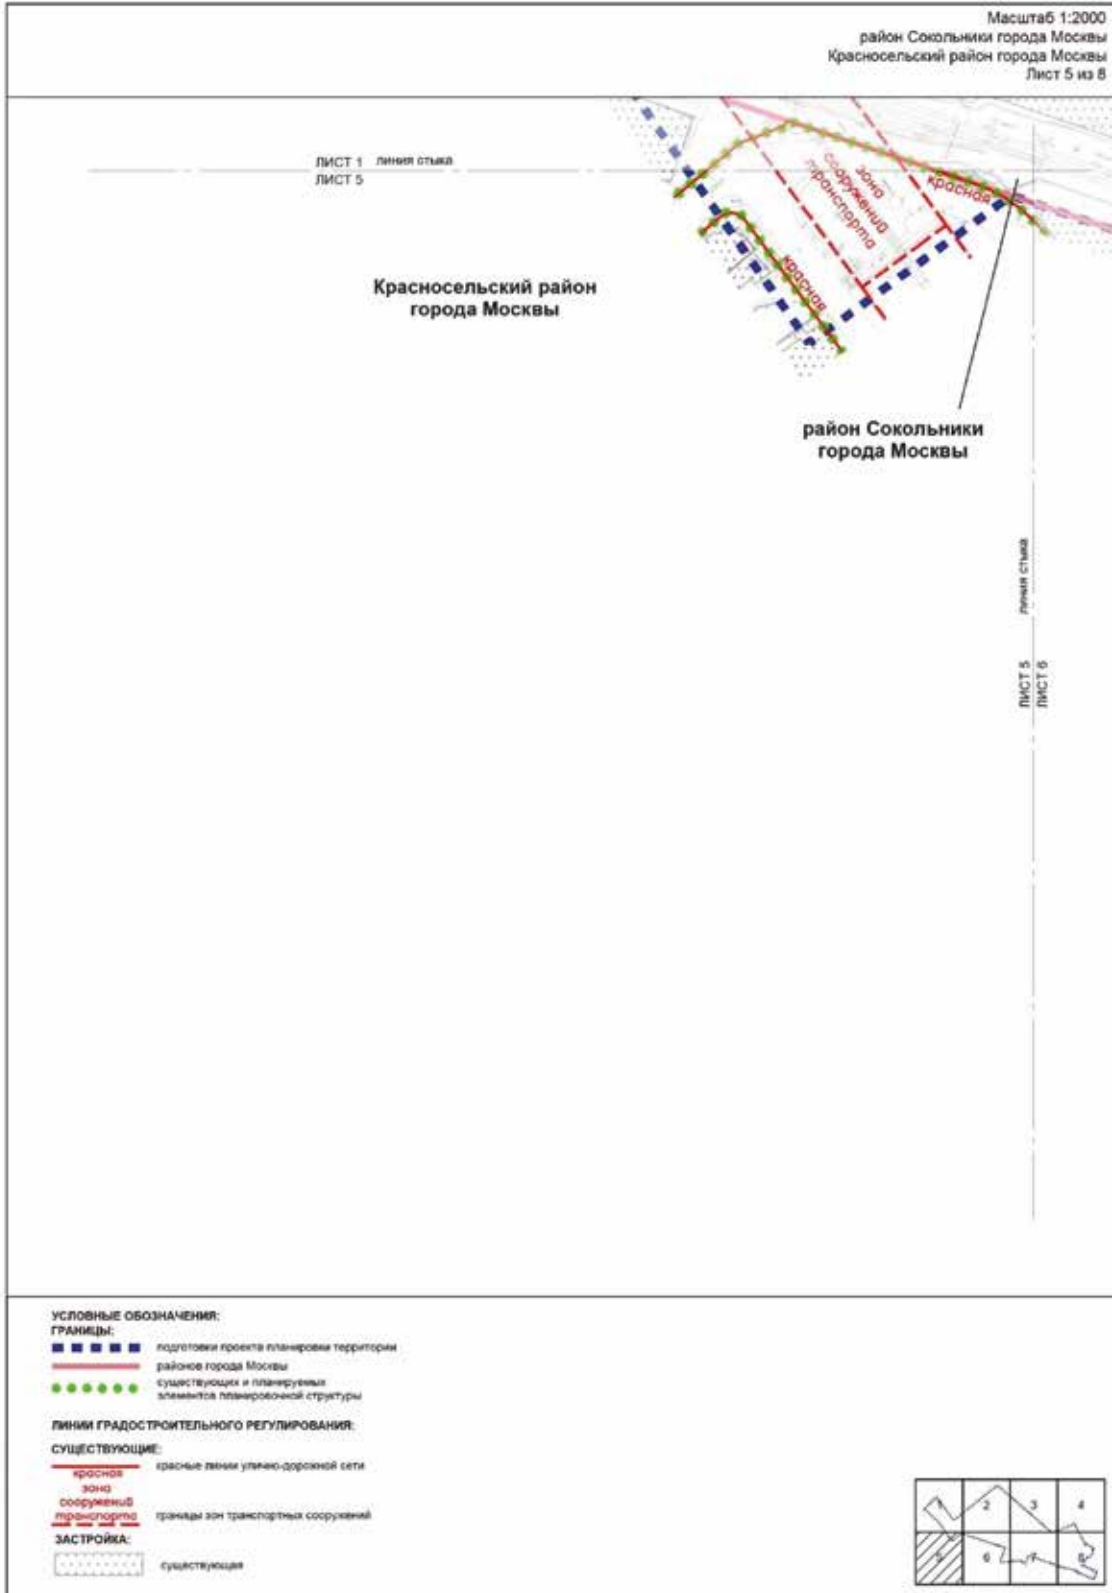 Масштаб 1:2000
район Сокольники города Москвы
Красносельский район города Москвы
Лист 5 из 8
ЛИСТ 1 линия стыка
ЛИСТ 5
зона
сооружений
транспорта
красная
красная
Красносельский район
города Москвы
район Сокольники
города Москвы
линия стыка
ЛИСТ 5
ЛИСТ 6
УСЛОВНЫЕ ОБОЗНАЧЕНИЯ:
ГРАНИЦЫ:
подготовки проекта планировки территории
районов города Москвы
существующих и планируемых
элементов планировочной структуры
ЛИНИИ ГРАДОСТРОИТЕЛЬНОГО РЕГУЛИРОВАНИЯ:
СУЩЕСТВУЮЩИЕ:
красная
красные линии улично-дорожной сети
зона
сооружений
транспорта
границы зон транспортных сооружений
ЗАСТРОЙКА:
существующая
1 2 3 4
5 6 7 8